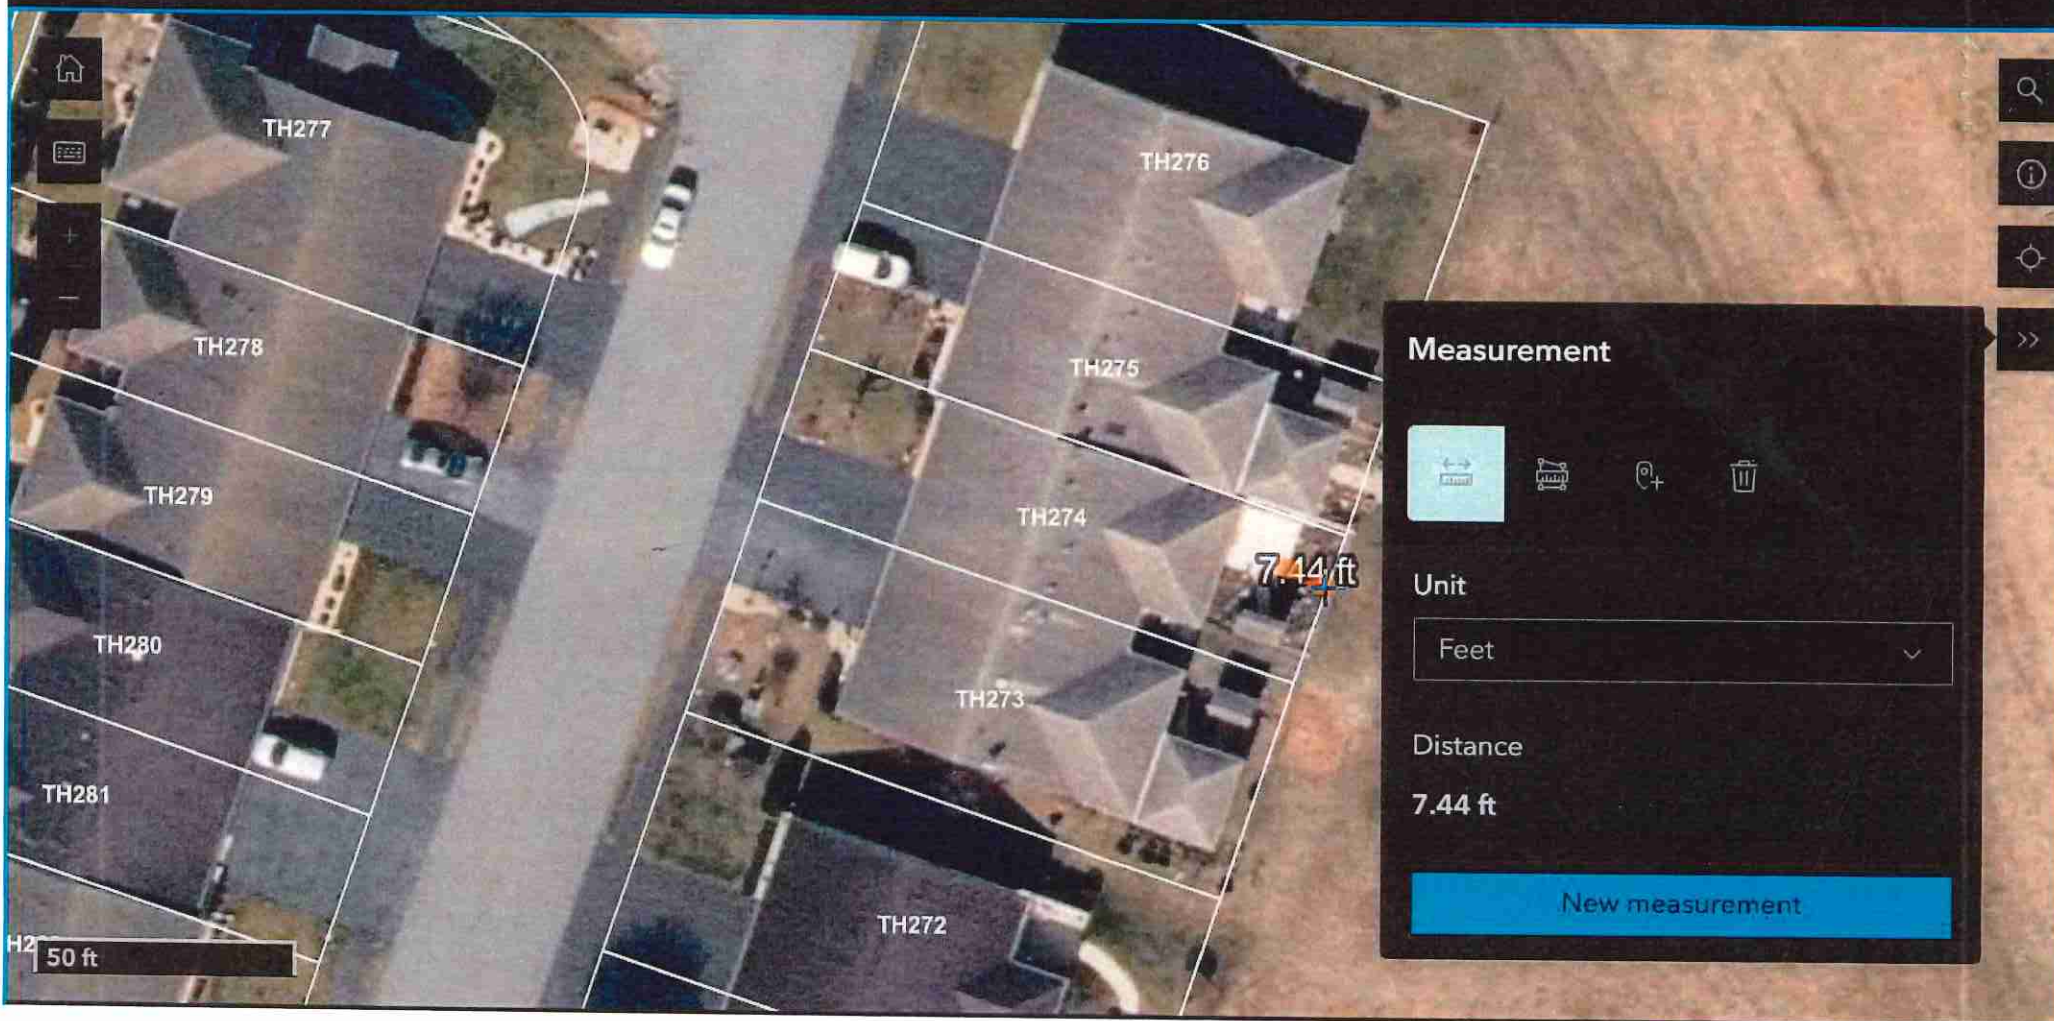 TH277
TH276
TH278
TH275
TH279
TH274
7.44 ft
TH280
TH273
TH281
TH272
50 ft
Measurement
Unit
Feet
Distance
7.44 ft
New measurement